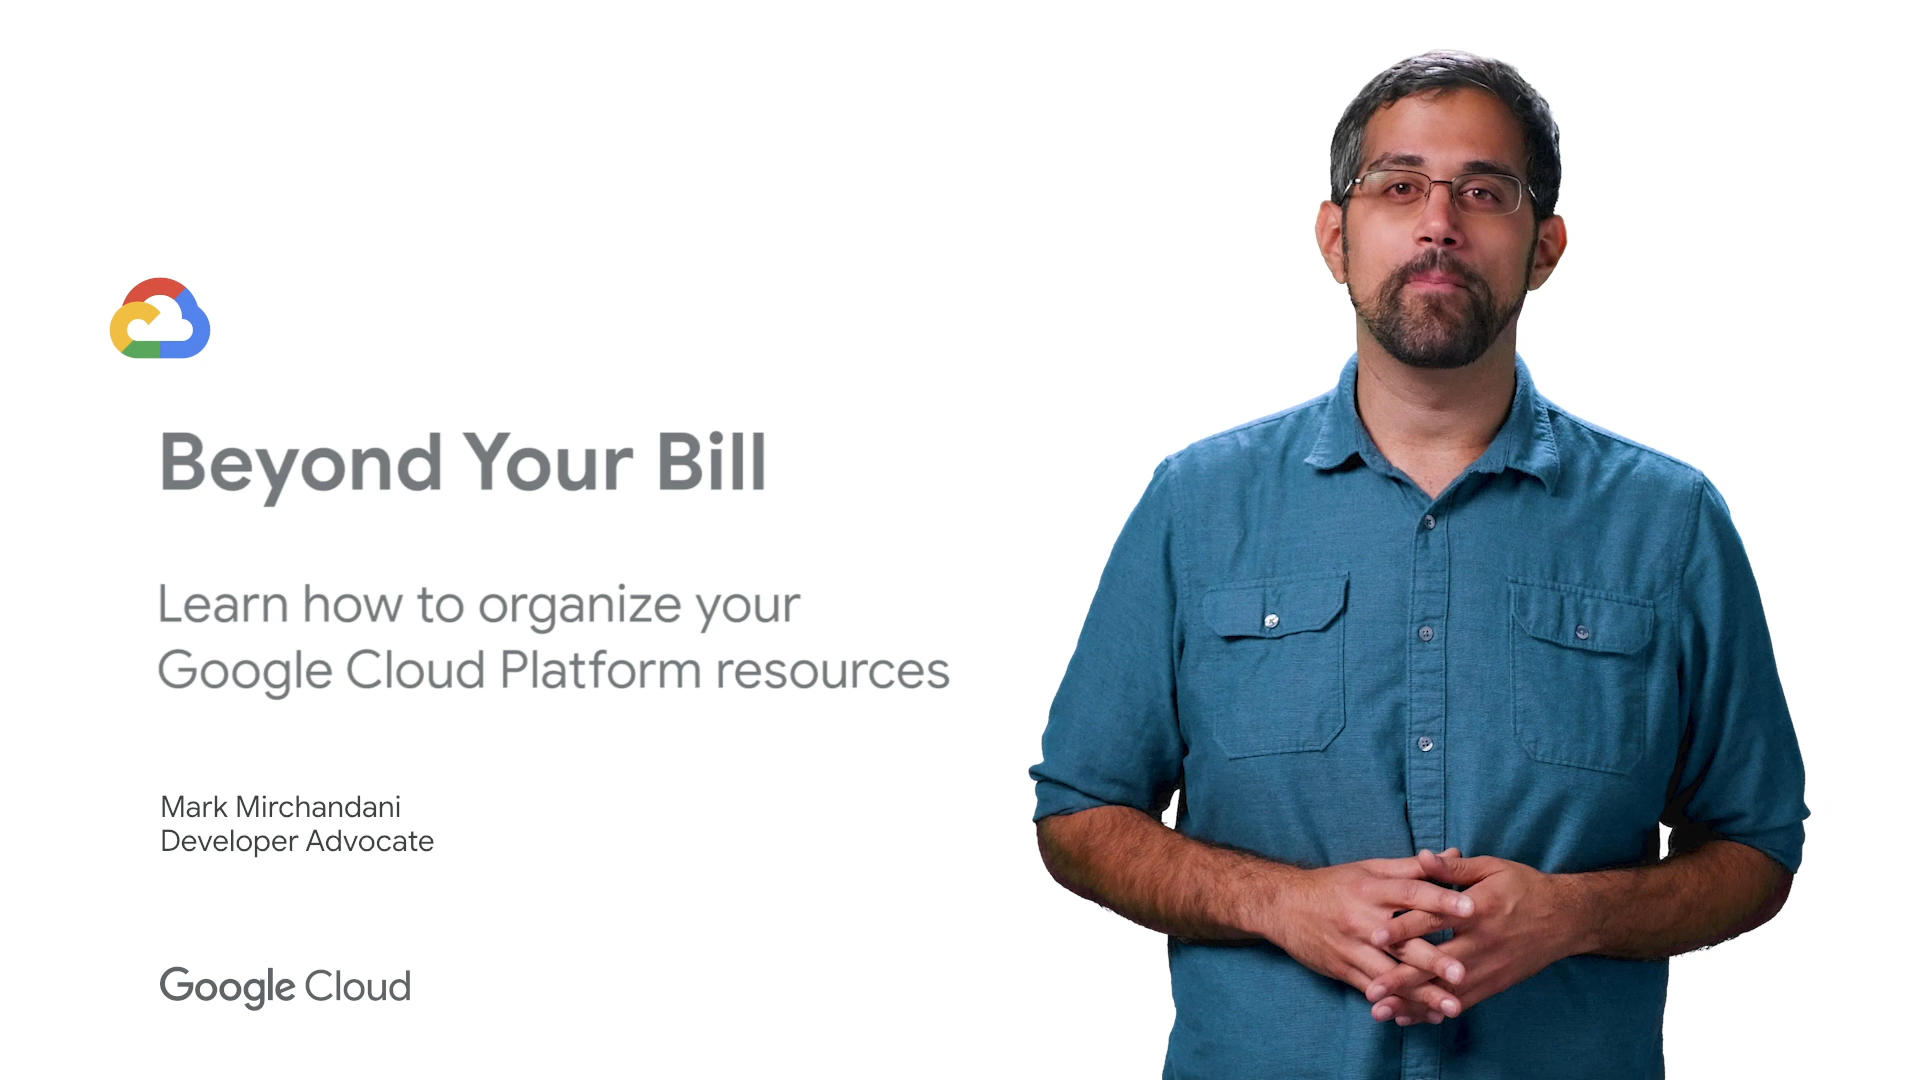 Beyond Your Bill
Learn how to organize your
Google Cloud Platform resources
Mark Mirchandani
Developer Advocate
Google Cloud